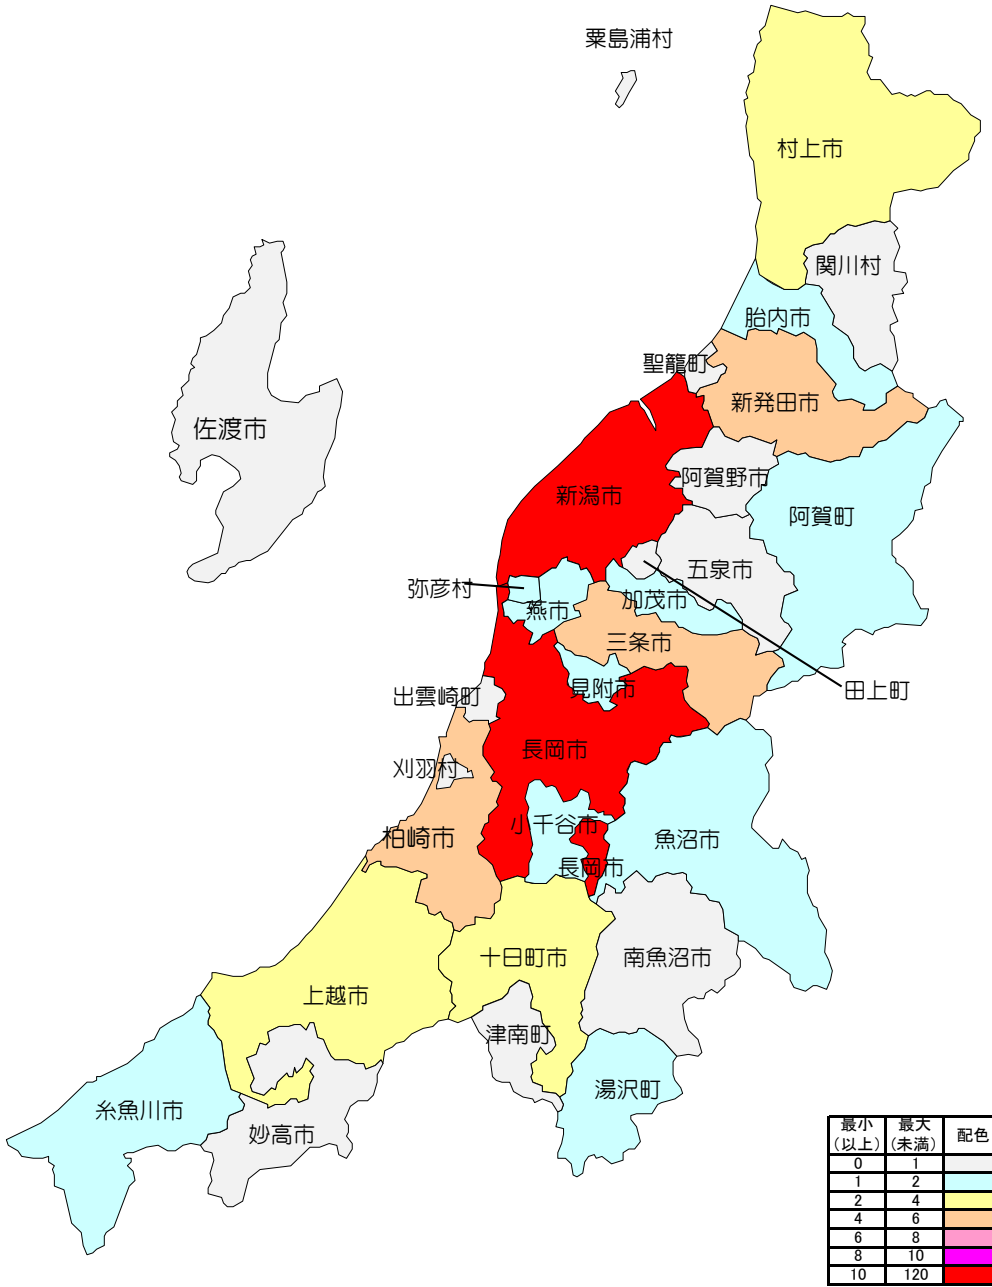 粟島浦村
村上市
関川村
胎内市
聖籠町
新発田市
佐渡市
阿賀野市
新潟市
阿賀町
五泉市
弥彦村
加茂市
燕市
三条市
見附市
田上町
出雲崎町
長岡市
刈羽村
小千谷市
柏崎市
魚沼市
長岡市
十日町市
南魚沼市
上越市
津南町
湯沢町
糸魚川市
妙高市
最小 最大 配色
(以上) (未満)
0 1
1 2
2 4
4 6
6 8
8 10
10 120